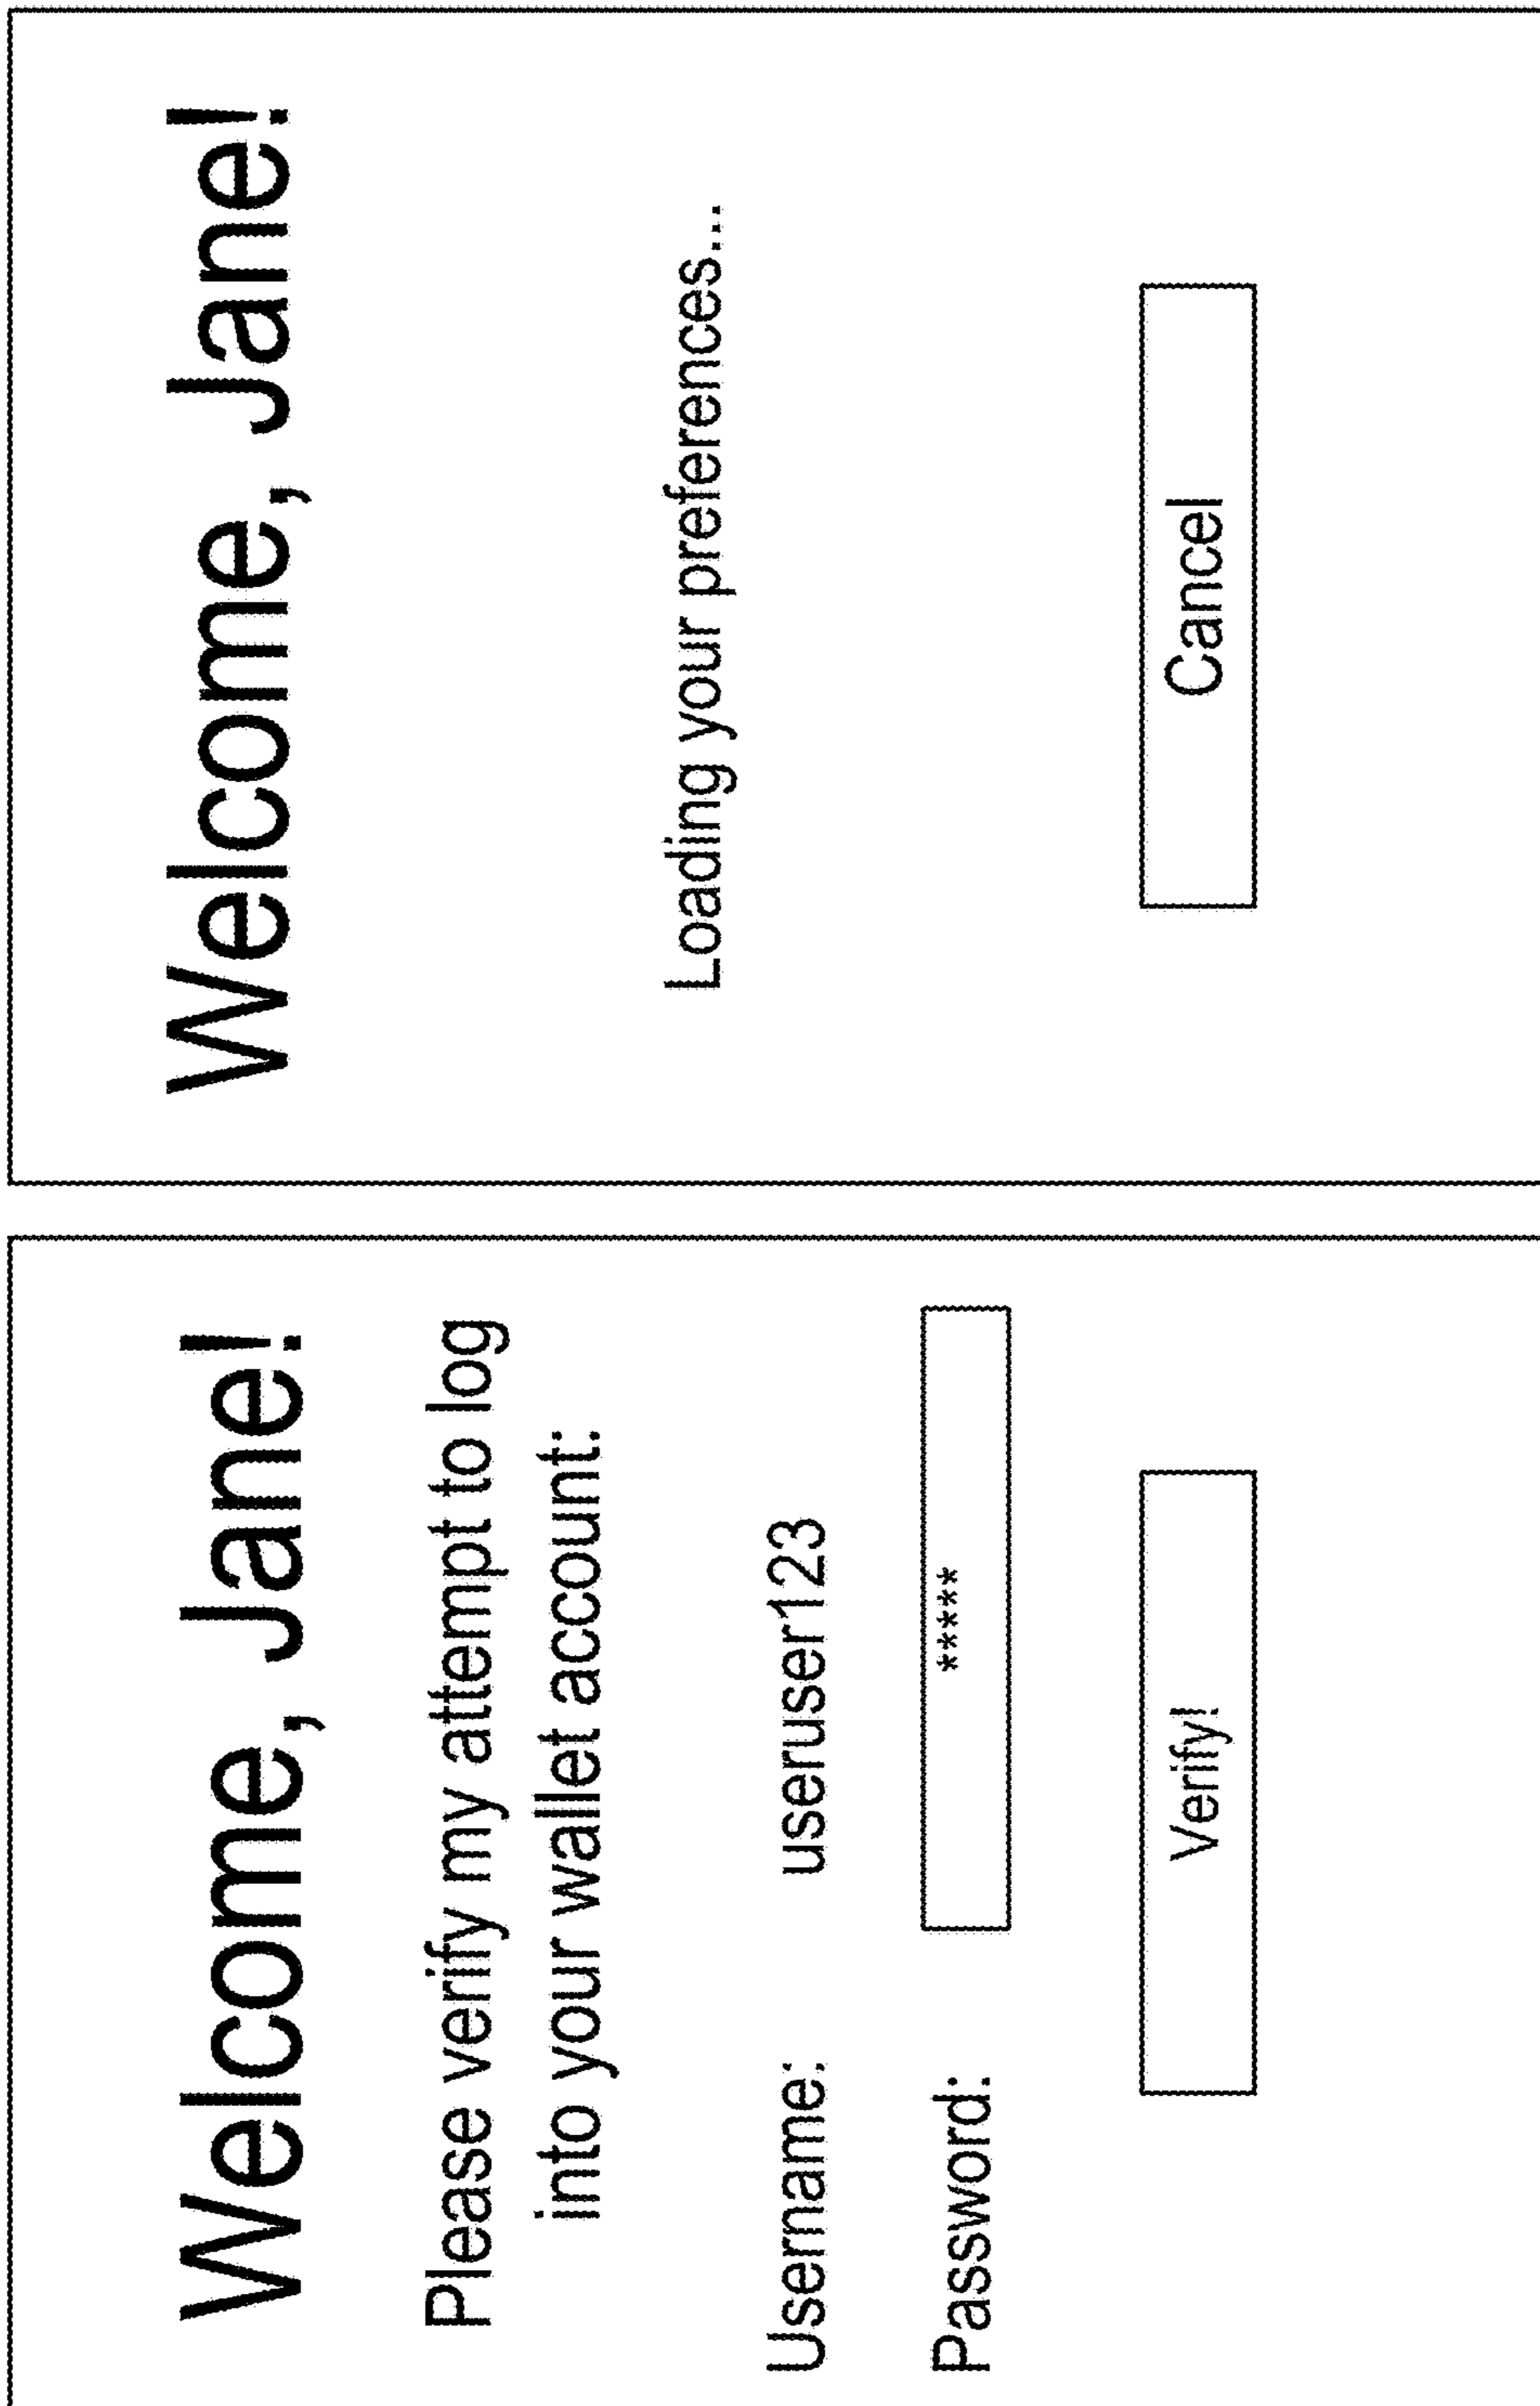 Welcome, Jane!
Please verify my attempt to log
into your wallet account:
Username: useruser123
Password: *****
Verify!
Welcome, Jane!
Loading your preferences...
Cancel